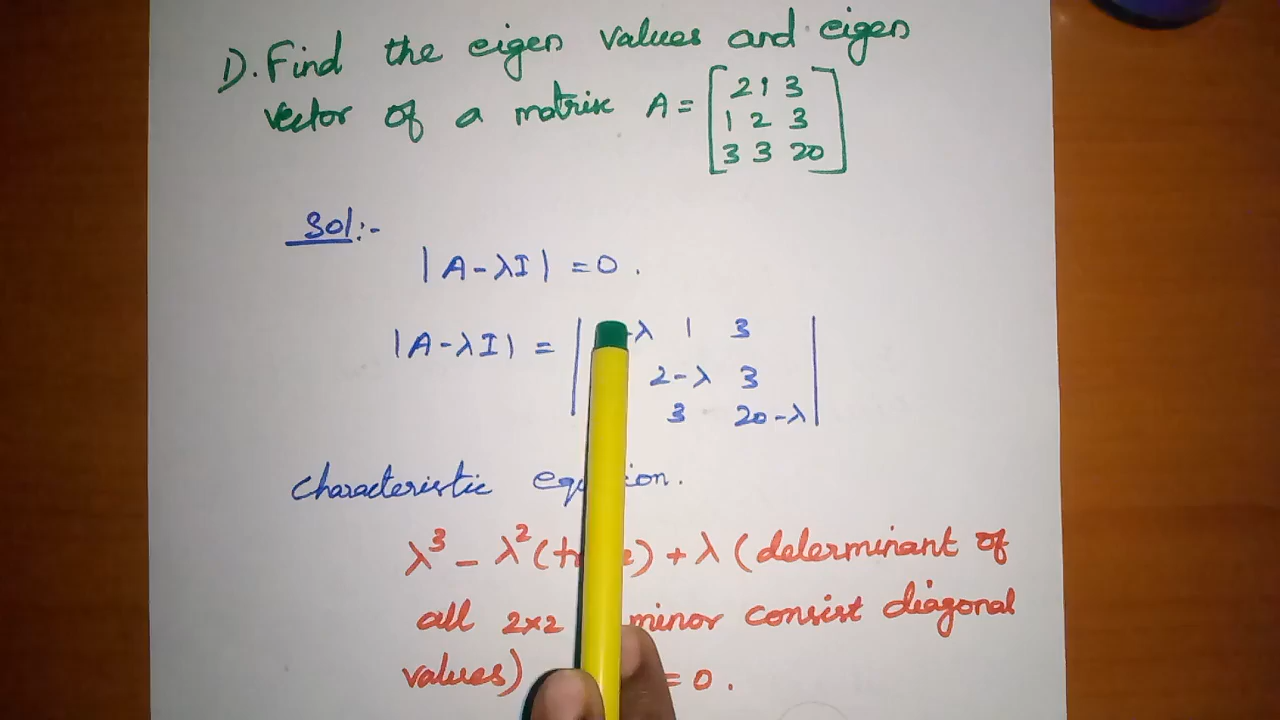 1). Find the eigen values and eigen
vector of a matrix A = [2 1 3
1 2 3
3 3 20]
Sol:-
|A-λI| = 0.
|A-λI| = | -λ 1 3
2-λ 3
3 20-λ |
characteristic
λ³ - λ² ( ) + λ (determinant of
all 2x2 minor consist diagonal
values) = 0.